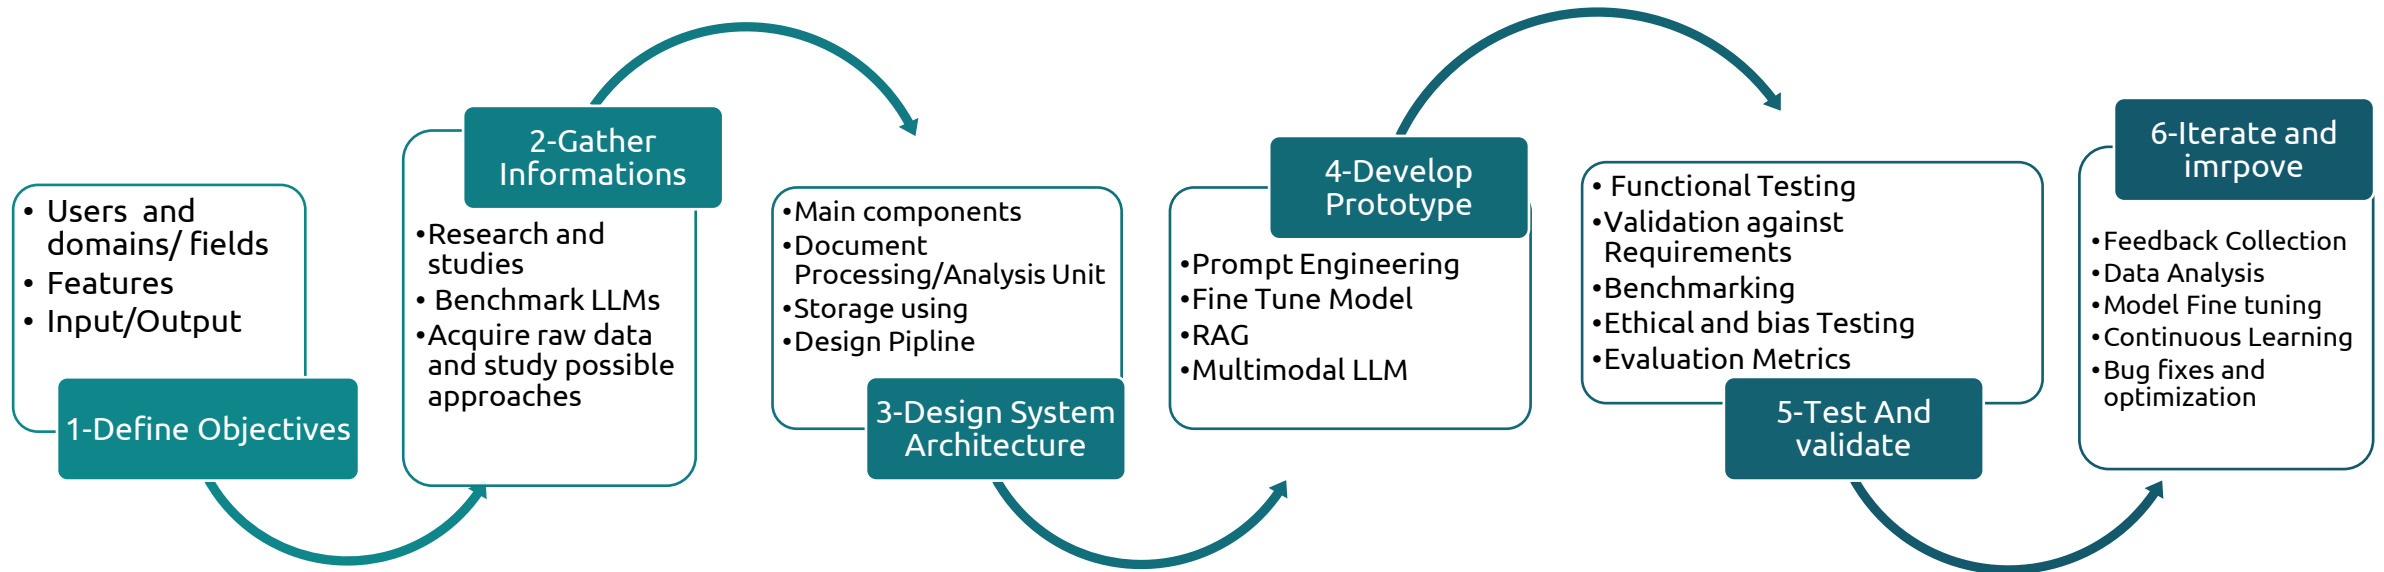 • Users  and
domains/ fields
• Features
• Input/Output
1-Define Objectives
2-Gather
Informations
•Research and
studies
• Benchmark LLMs
•Acquire raw data
and study possible
approaches
•Main components
•Document
Processing/Analysis Unit
•Storage using
•Design Pipline
3-Design System
Architecture
4-Develop
Prototype
•Prompt Engineering
•Fine Tune Model
•RAG
•Multimodal LLM
• Functional Testing
•Validation against
Requirements
•Benchmarking
•Ethical and bias Testing
•Evaluation Metrics
5-Test And
validate
6-Iterate and
imrpove
•Feedback Collection
•Data Analysis
•Model Fine tuning
•Continuous Learning
•Bug fixes and
optimization